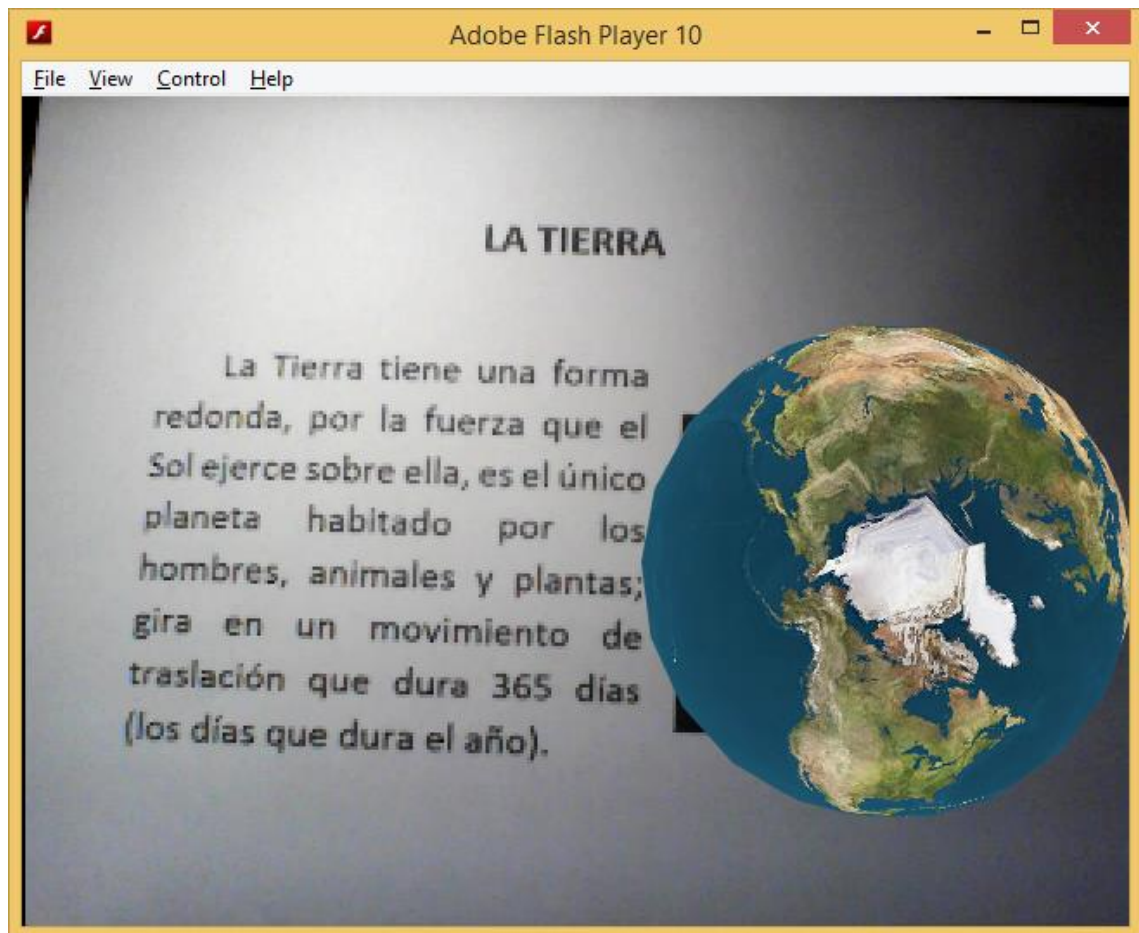 Adobe Flash Player 10
File View Control Help
LA TIERRA
La Tierra tiene una forma
redonda, por la fuerza que el
Sol ejerce sobre ella, es el único
planeta habitado por los
hombres, animales y plantas;
gira en un movimiento de
traslación que dura 365 días
(los días que dura el año).